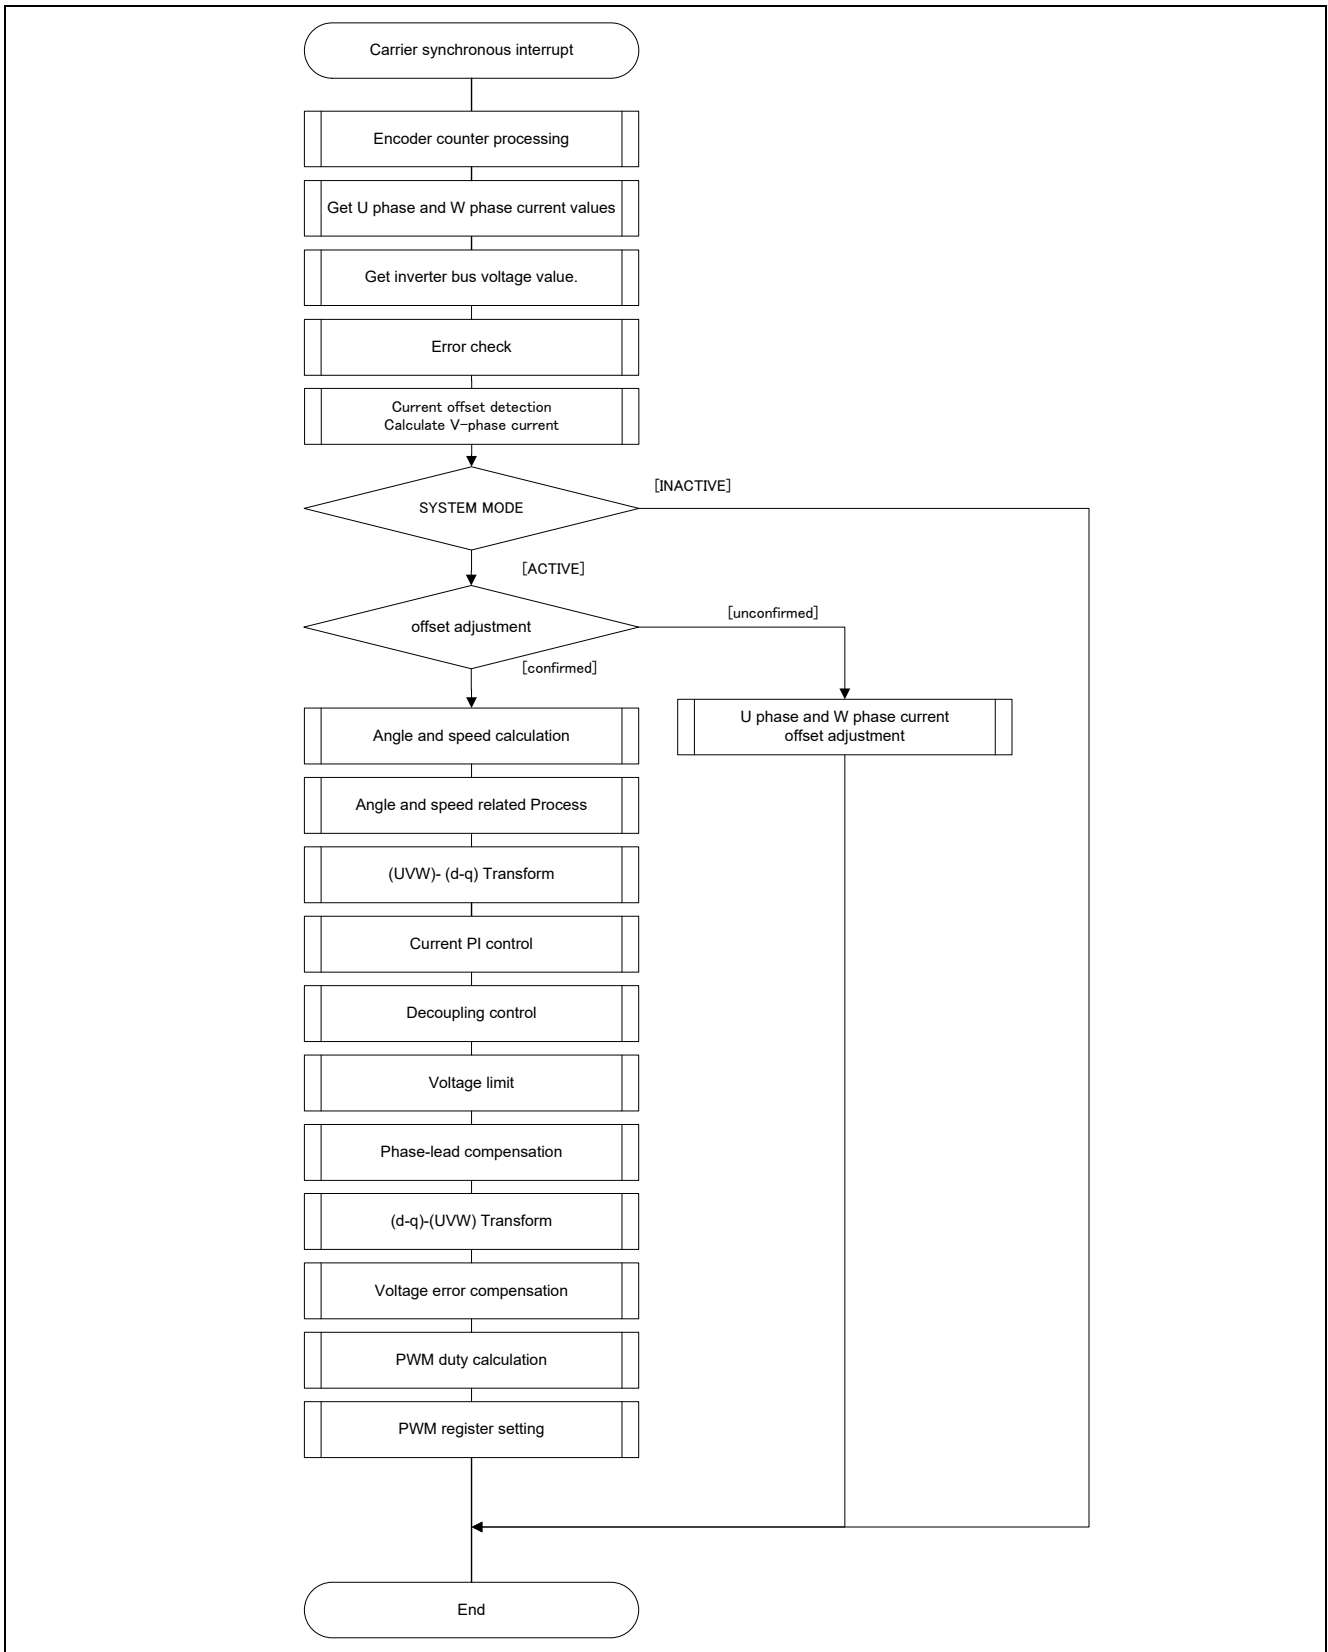 Carrier synchronous interrupt
Encoder counter processing
Get U phase and W phase current values
Get inverter bus voltage value.
Error check
Current offset detection
Calculate V-phase current
[INACTIVE]
SYSTEM MODE
[ACTIVE]
[unconfirmed]
offset adjustment
[confirmed]
U phase and W phase current
offset adjustment
Angle and speed calculation
Angle and speed related Process
(UVW)- (d-q) Transform
Current PI control
Decoupling control
Voltage limit
Phase-lead compensation
(d-q)-(UVW) Transform
Voltage error compensation
PWM duty calculation
PWM register setting
End